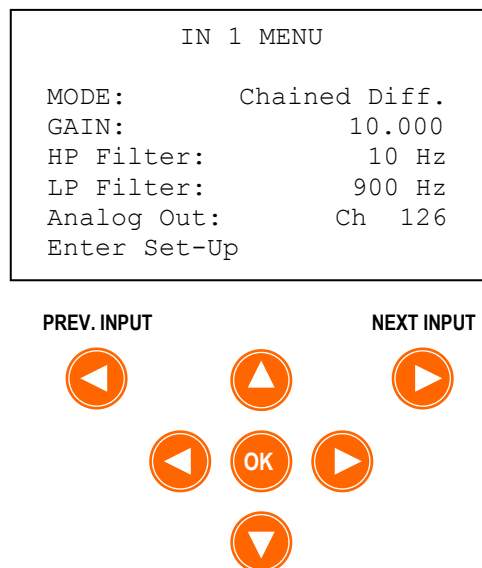 IN 1 MENU
MODE: Chained Diff.
GAIN: 10.000
HP Filter: 10 Hz
LP Filter: 900 Hz
Analog Out: Ch 126
Enter Set-Up
PREV. INPUT NEXT INPUT
OK